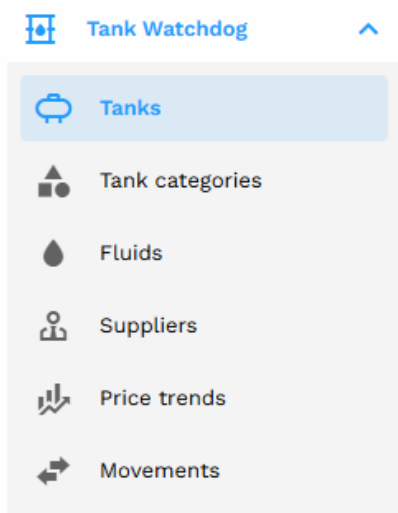 Tank Watchdog
Tanks
Tank categories
Fluids
Suppliers
Price trends
Movements